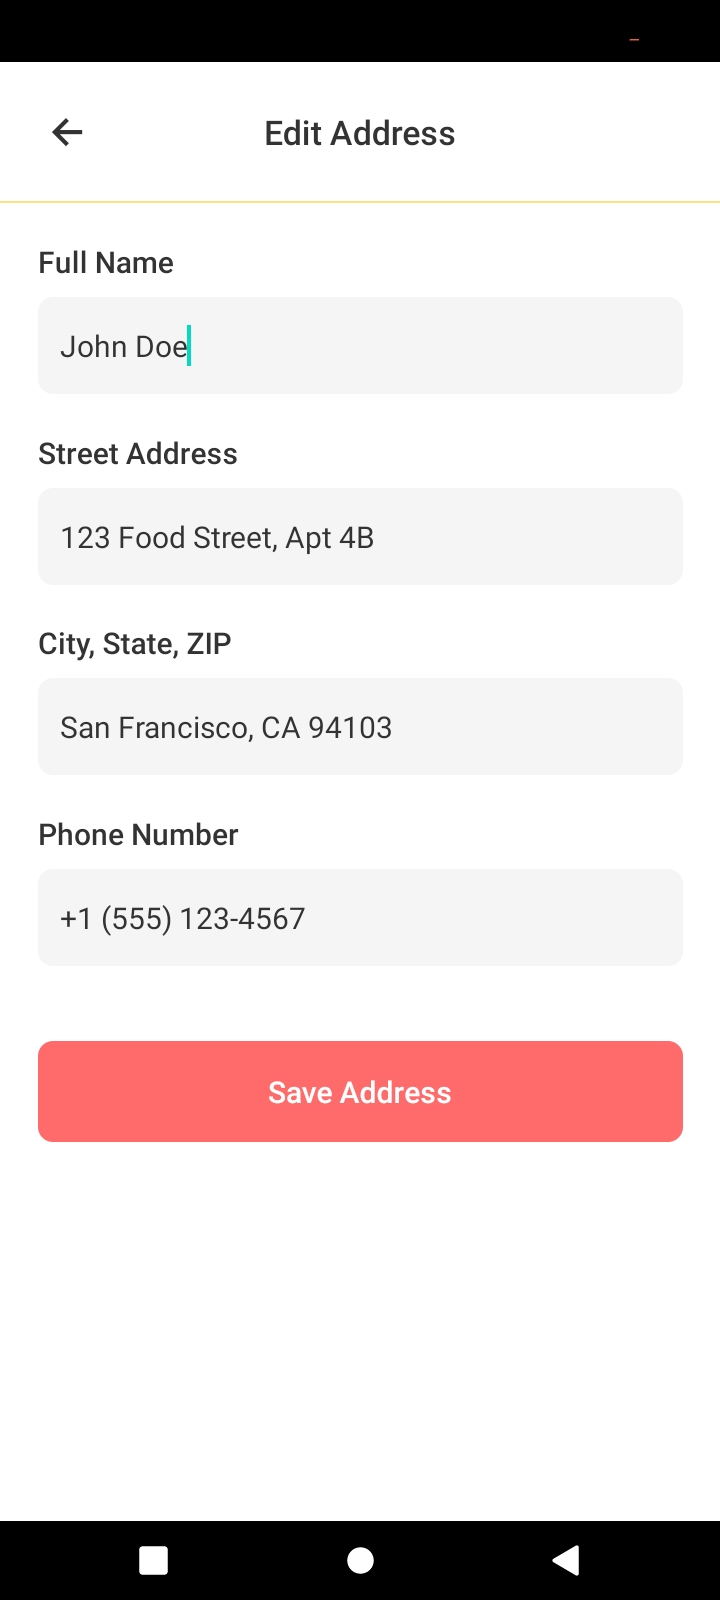 Edit Address
Full Name
John Doe
Street Address
123 Food Street, Apt 4B
City, State, ZIP
San Francisco, CA 94103
Phone Number
+1 (555) 123-4567
Save Address